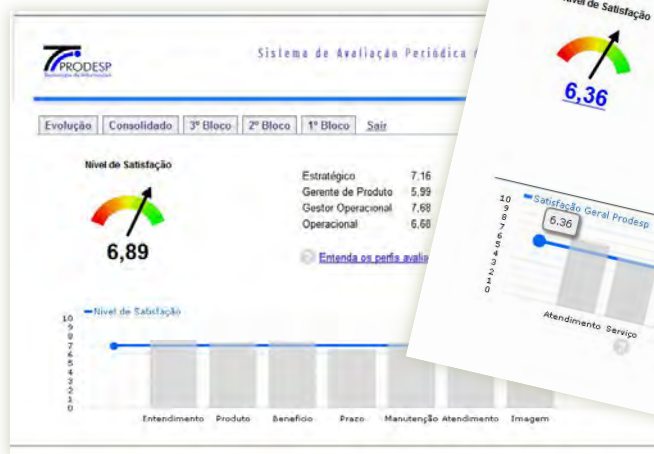 PRODESP
Tecnologia da Informação
Sistema de Avaliação Periódica
Evolução Consolidado 3º Bloco 2º Bloco 1º Bloco Sair
Nível de Satisfação
6,89
Estratégico 7,16
Gerente de Produto 5,99
Gestor Operacional 7,68
Operacional 6,68
Entenda os perfis
Nível de Satisfação
10
9
8
7
6
5
4
3
2
1
0
Entendimento Produto Benefício Prazo Manutenção Atendimento Imagem
de Satisfação
6,36
Satisfação Geral Prodesp
6.36
10
9
8
7
6
5
4
3
2
1
0
Atendimento Serviço